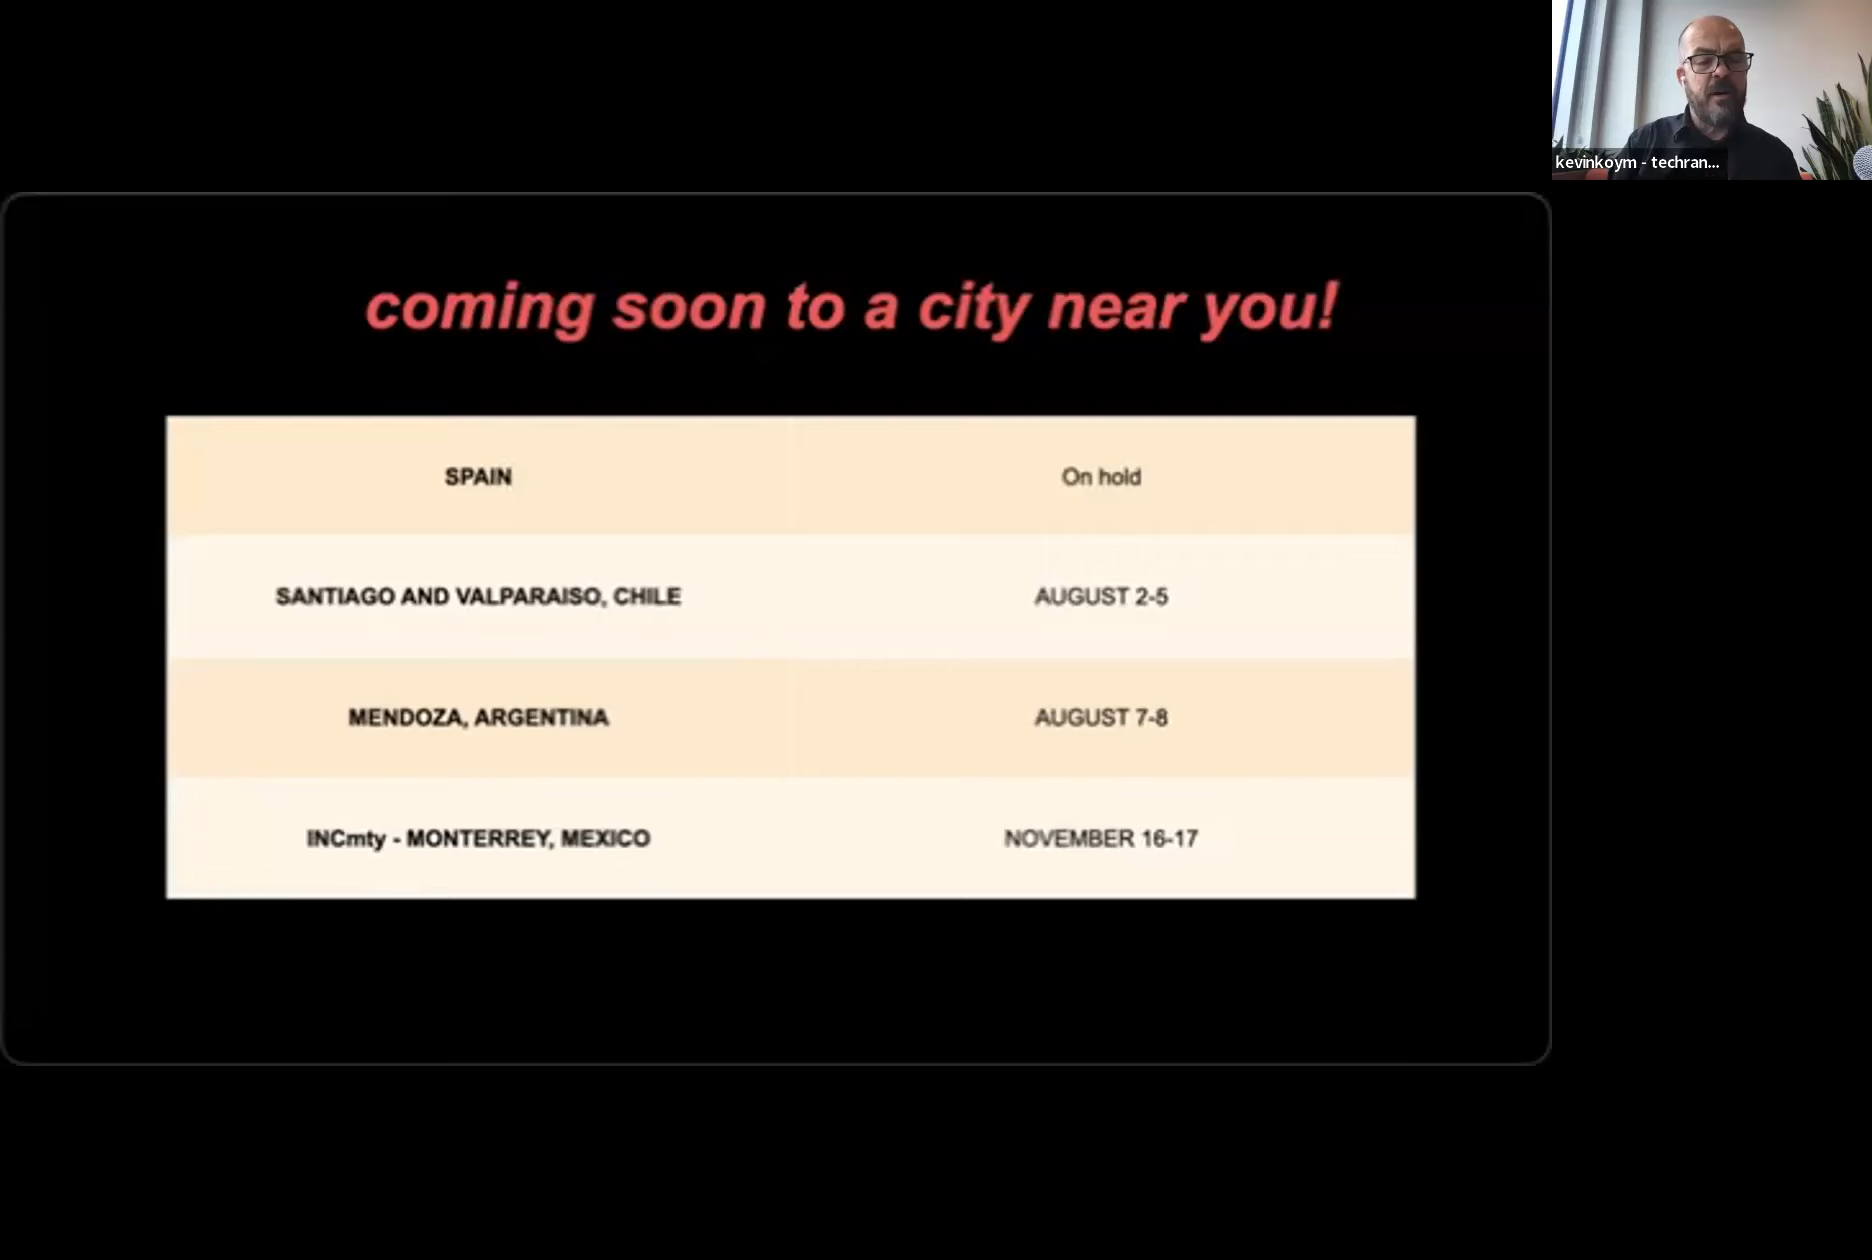 kevinkoym - techran...
coming soon to a city near you!
SPAIN
On hold
SANTIAGO AND VALPARAISO, CHILE
AUGUST 2-5
MENDOZA, ARGENTINA
AUGUST 7-8
INCmty - MONTERREY, MEXICO
NOVEMBER 16-17